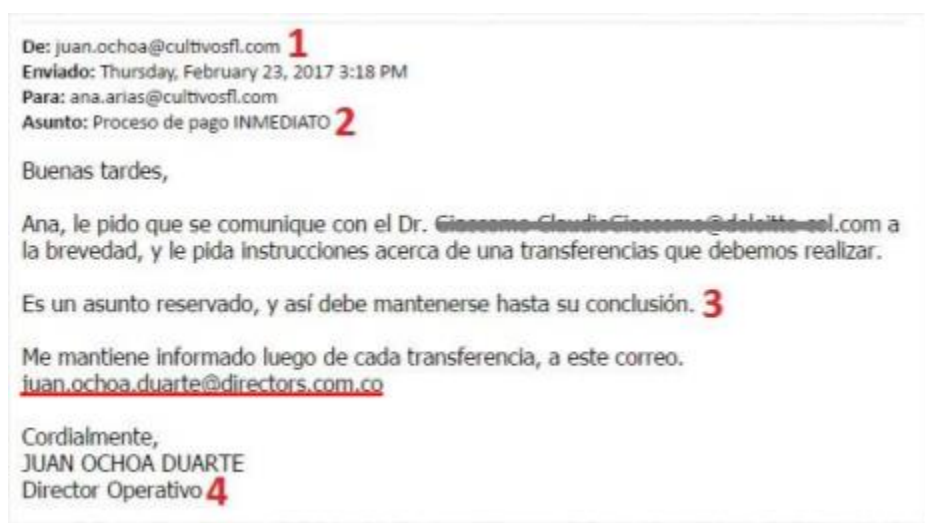 De: juan.ochoa@cultivosfl.com 1
Enviado: Thursday, February 23, 2017 3:18 PM
Para: ana.arias@cultivosfl.com
Asunto: Proceso de pago INMEDIATO 2
Buenas tardes,
Ana, le pido que se comunique con el Dr. l.com a
la brevedad, y le pida instrucciones acerca de una transferencias que debemos realizar.
Es un asunto reservado, y así debe mantenerse hasta su conclusión. 3
Me mantiene informado luego de cada transferencia, a este correo.
juan.ochoa.duarte@directors.com.co
Cordialmente,
JUAN OCHOA DUARTE
Director Operativo 4